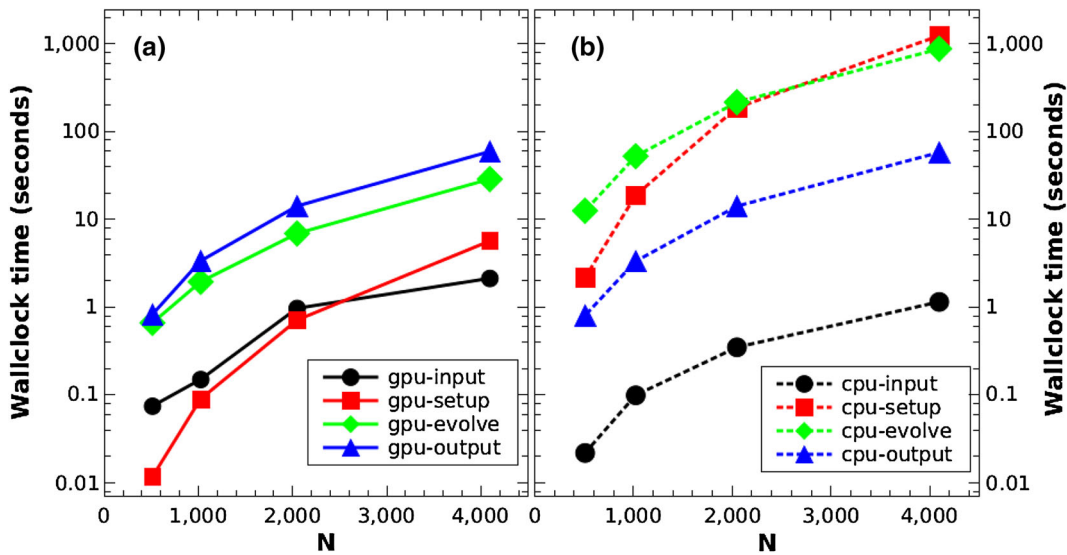 (a)
Wallclock time (seconds)
1,000
100
10
1
0.1
0.01
gpu-input
gpu-setup
gpu-evolve
gpu-output
0
1,000
2,000
3,000
4,000
N
(b)
1,000
100
10
1
0.1
0.01
Wallclock time (seconds)
cpu-input
cpu-setup
cpu-evolve
cpu-output
0
1,000
2,000
3,000
4,000
N